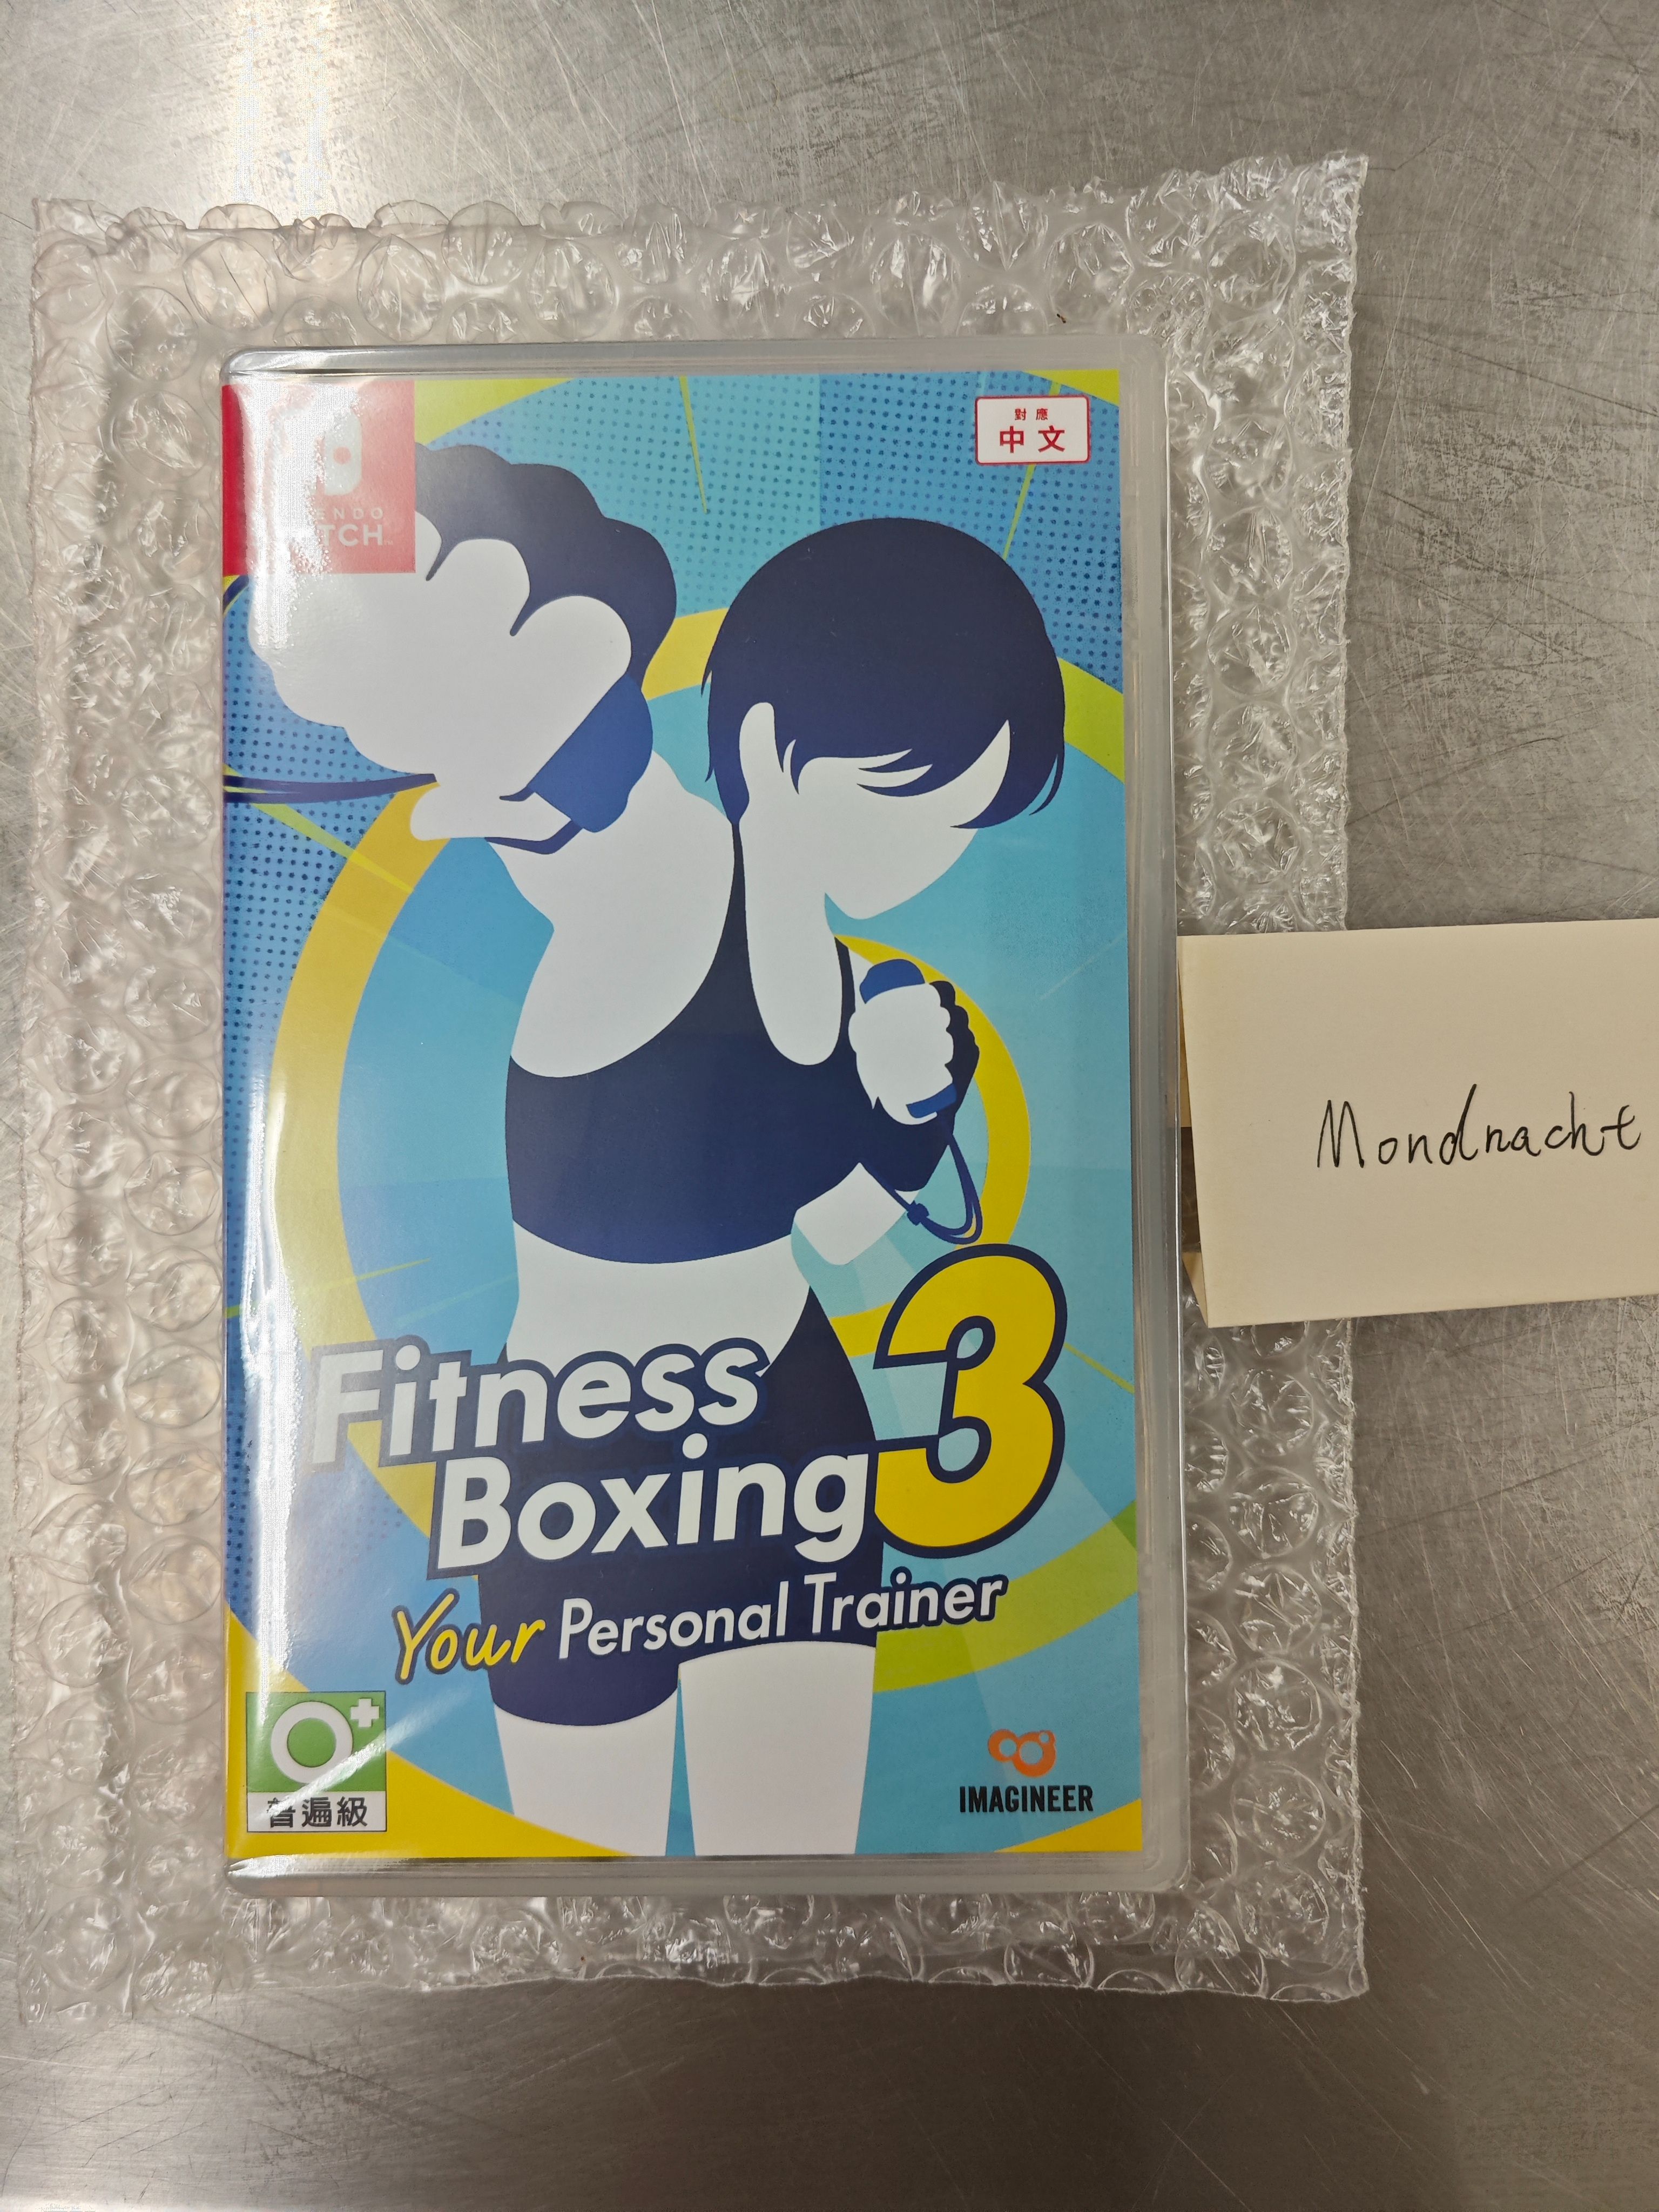 對應
中文
Mondnacht
Fitness
Boxing 3
Your Personal Trainer
普遍級
IMAGINEER